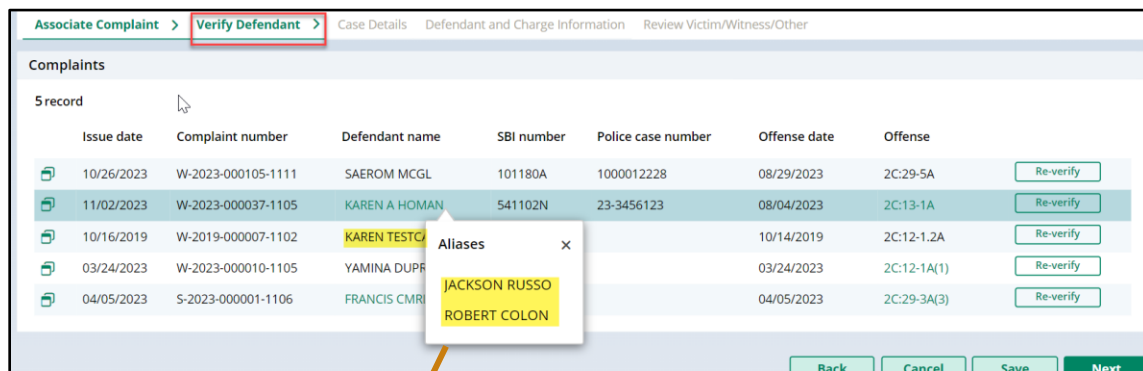 Associate Complaint > Verify Defendant > Case Details Defendant and Charge Information Review Victim/Witness/Other
Complaints
5 record
Issue date Complaint number Defendant name SBI number Police case number Offense date Offense
10/26/2023 W-2023-000105-1111 SAEROM MCGL 101180A 1000012228 08/29/2023 2C:29-5A Re-verify
11/02/2023 W-2023-000037-1105 KAREN A HOMAN 541102N 23-3456123 08/04/2023 2C:13-1A Re-verify
10/16/2019 W-2019-000007-1102 KAREN 10/14/2019 2C:12-1.2A Re-verify
03/24/2023 W-2023-000010-1105 YAMINA 03/24/2023 2C:12-1A(1) Re-verify
04/05/2023 S-2023-000001-1106 FRANCIS 04/05/2023 2C:29-3A(3) Re-verify
Aliases ×
JACKSON RUSSO
ROBERT COLON
Back Cancel Save Next